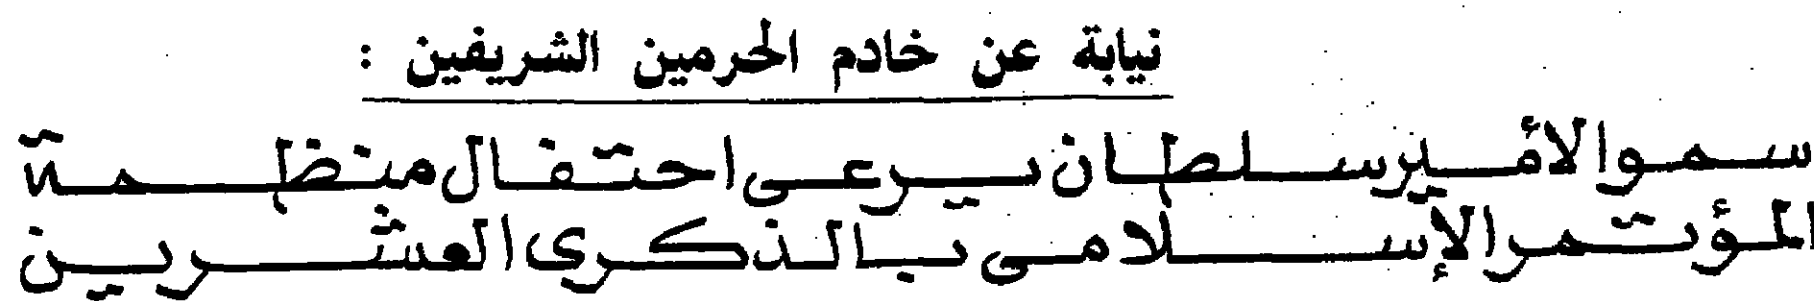 نيابة عن خادم الحرمين الشريفين :
سمو الأمير سلطان يرعى احتفال منظمة
المؤتمر الإسلامي بالذكرى العشرين